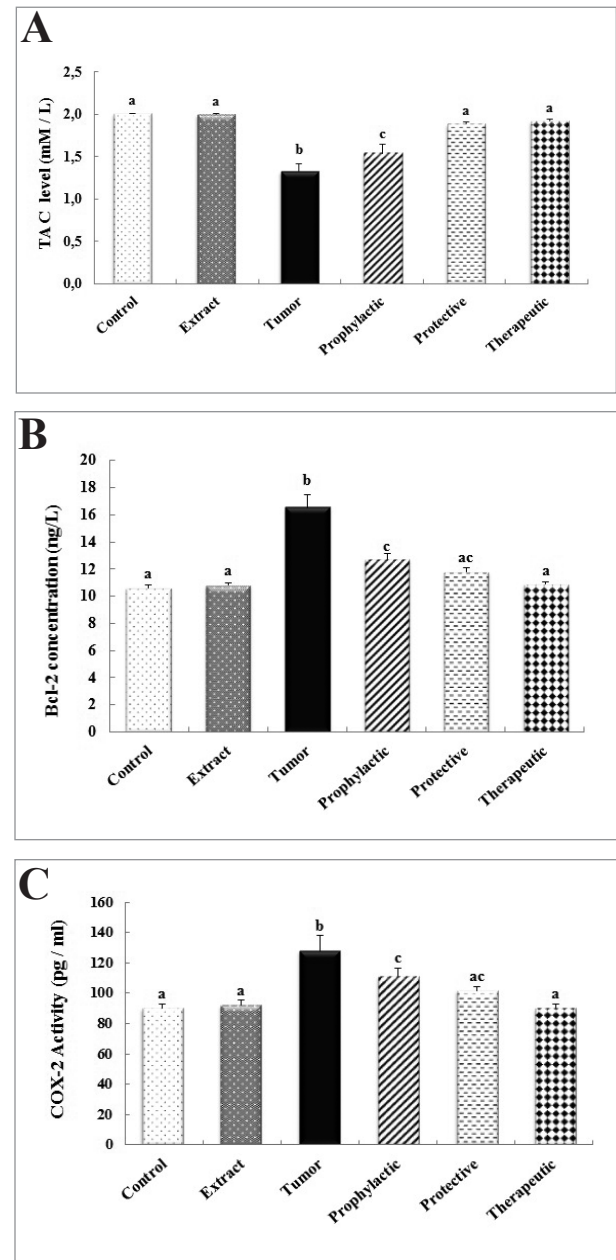 A
TAC level (mM / L)
2,5
2,0
1,5
1,0
0,5
0,0
a
a
b
c
a
a
Control
Extract
Tumor
Prophylactic
Protective
Therapeutic
B
Bcl-2 concentration (ng/L)
20
18
16
14
12
10
8
6
4
2
0
a
a
b
c
ac
a
Control
Extract
Tumor
Prophylactic
Protective
Therapeutic
C
COX-2 Activity (pg / ml)
160
140
120
100
80
60
40
20
0
a
a
b
c
ac
a
Control
Extract
Tumor
Prophylactic
Protective
Therapeutic